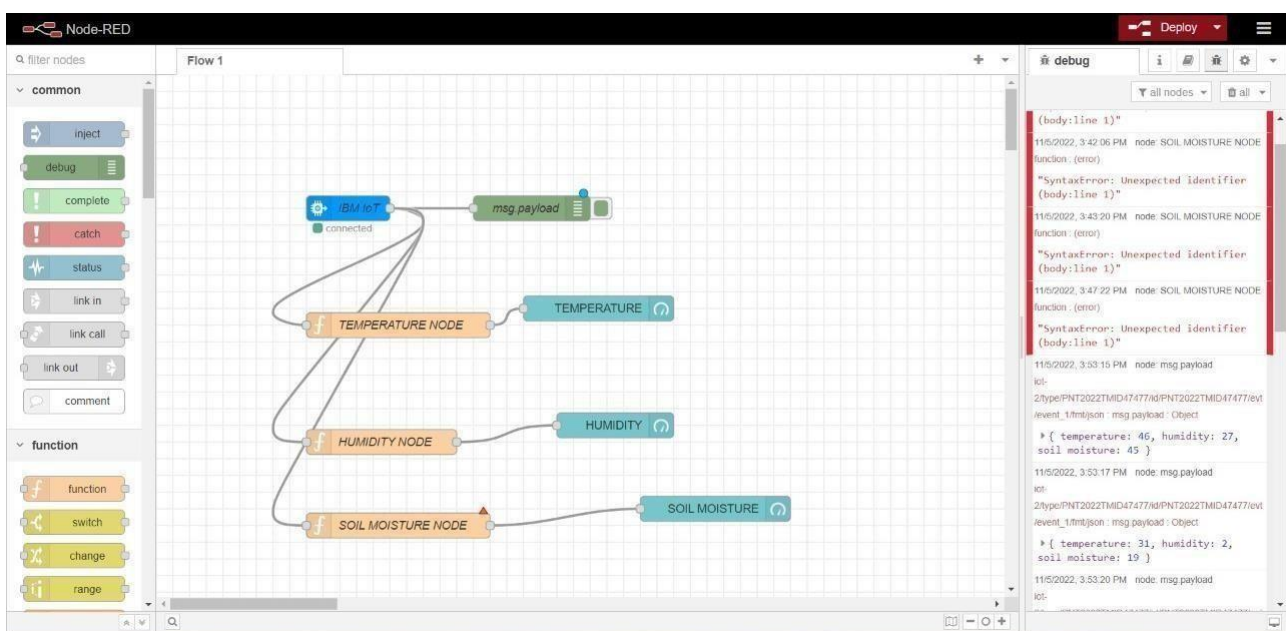 Node-RED
Deploy
filter nodes
Flow 1
debug
i
all nodes
all
common
inject
debug
complete
catch
status
link in
link call
link out
comment
function
function
switch
change
range
IBM IoT
connected
msg.payload
TEMPERATURE NODE
TEMPERATURE
HUMIDITY NODE
HUMIDITY
SOIL MOISTURE NODE
SOIL MOISTURE
(body:line 1)"
11/5/2022, 3:42:06 PM node: SOIL MOISTURE NODE
function : (error)
"SyntaxError: Unexpected identifier
(body:line 1)"
11/5/2022, 3:43:20 PM node: SOIL MOISTURE NODE
function : (error)
"SyntaxError: Unexpected identifier
(body:line 1)"
11/5/2022, 3:47:22 PM node: SOIL MOISTURE NODE
function : (error)
"SyntaxError: Unexpected identifier
(body:line 1)"
11/5/2022, 3:53:15 PM node: msg.payload
iot-
2/type/PNT2022TMID47477/id/PNT2022TMID47477/evt
/event_1/fmt/json : msg.payload : Object
{ temperature: 46, humidity: 27,
soil moisture: 45 }
11/5/2022, 3:53:17 PM node: msg.payload
iot-
2/type/PNT2022TMID47477/id/PNT2022TMID47477/evt
/event_1/fmt/json : msg.payload : Object
{ temperature: 31, humidity: 2,
soil moisture: 19 }
11/5/2022, 3:53:20 PM node: msg.payload
iot-